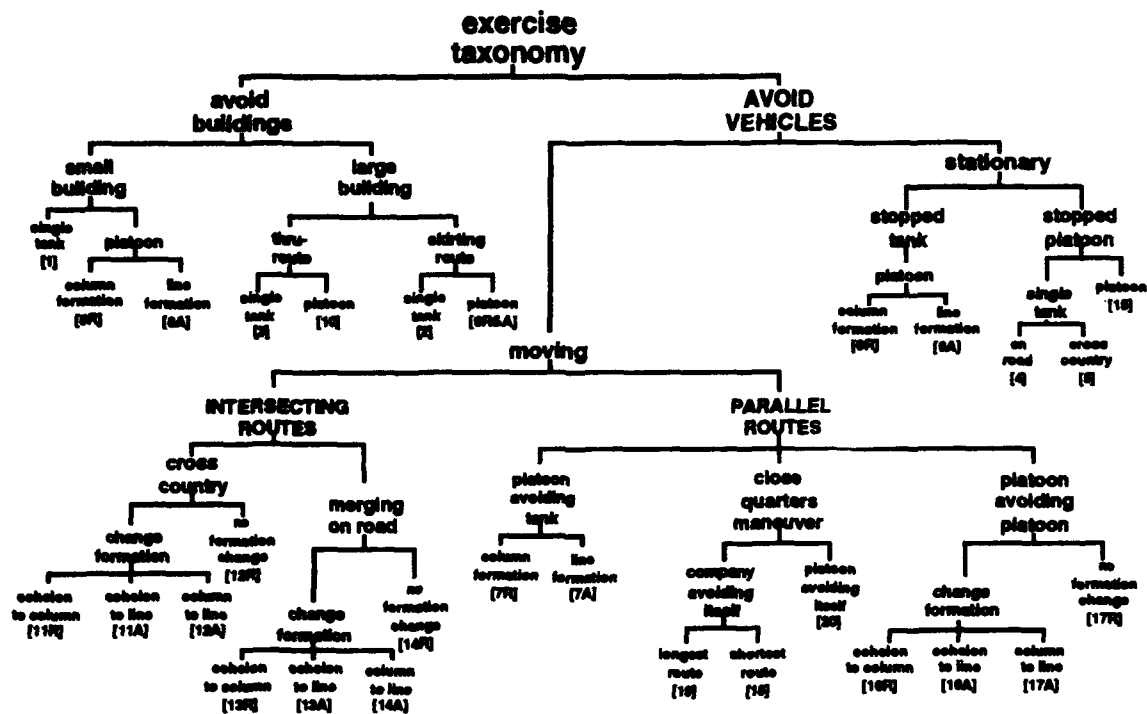 exercise
taxonomy
avoid
buildings
AVOID
VEHICLES
small
building
large
building
stationary
single
tank
[1]
platoon
thru-
route
skirting
route
stopped
tank
stopped
platoon
column
formation
line
formation
single
tank
platoon
[10]
single
tank
[2]
platoon
platoon
column
formation
line
formation
single
tank
platoon
on
road
[4]
cross
country
moving
INTERSECTING
ROUTES
PARALLEL
ROUTES
cross
country
merging
on road
platoon
avoiding
tank
close
quarters
maneuver
platoon
avoiding
platoon
change
formation
no
formation
change
[12R]
column
formation
[7R]
line
formation
[7A]
company
avoiding
itself
platoon
avoiding
itself
[20]
change
formation
no
formation
change
[17R]
echelon
to column
[11R]
echelon
to line
[11A]
column
to line
[12A]
change
formation
no
formation
change
[14R]
echelon
to column
[13R]
echelon
to line
[13A]
column
to line
[14A]
longest
route
shortest
route
echelon
to column
[16R]
echelon
to line
[16A]
column
to line
[17A]